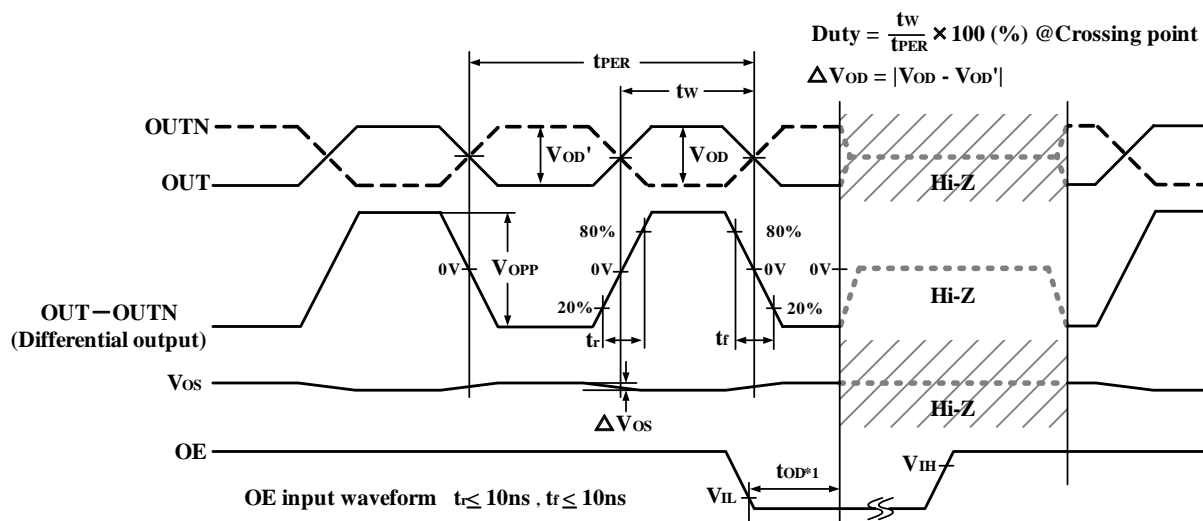 Duty = tw/tPER × 100 (%) @Crossing point
△VOD = |VOD - VOD'|
tPER
tw
OUTN
VOD'
VOD
OUT
Hi-Z
80%
80%
VOPP
0V
0V
0V
0V
Hi-Z
20%
20%
OUT－OUTN
(Differential output)
tr
tf
VOS
Hi-Z
△VOS
OE
tOD*1
VIH
VIL
OE input waveform tr≤ 10ns , tf ≤ 10ns